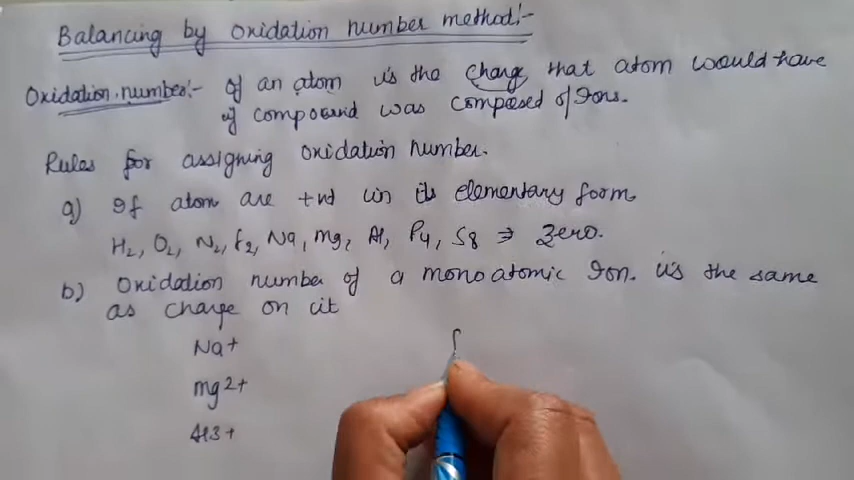 Balancing by Oxidation number method:-
Oxidation number:- Of an atom is the charge that atom would have
if compound was composed of Ions.
Rules for assigning oxidation number.
a) If atom are +nt in its elementary form
H2, O2, N2, F2, Na, Mg, Al, P4, S8 ⇒ Zero.
b) Oxidation number of a monoatomic Ion. is the same
as charge on it
Na+
Mg2+
Al3+